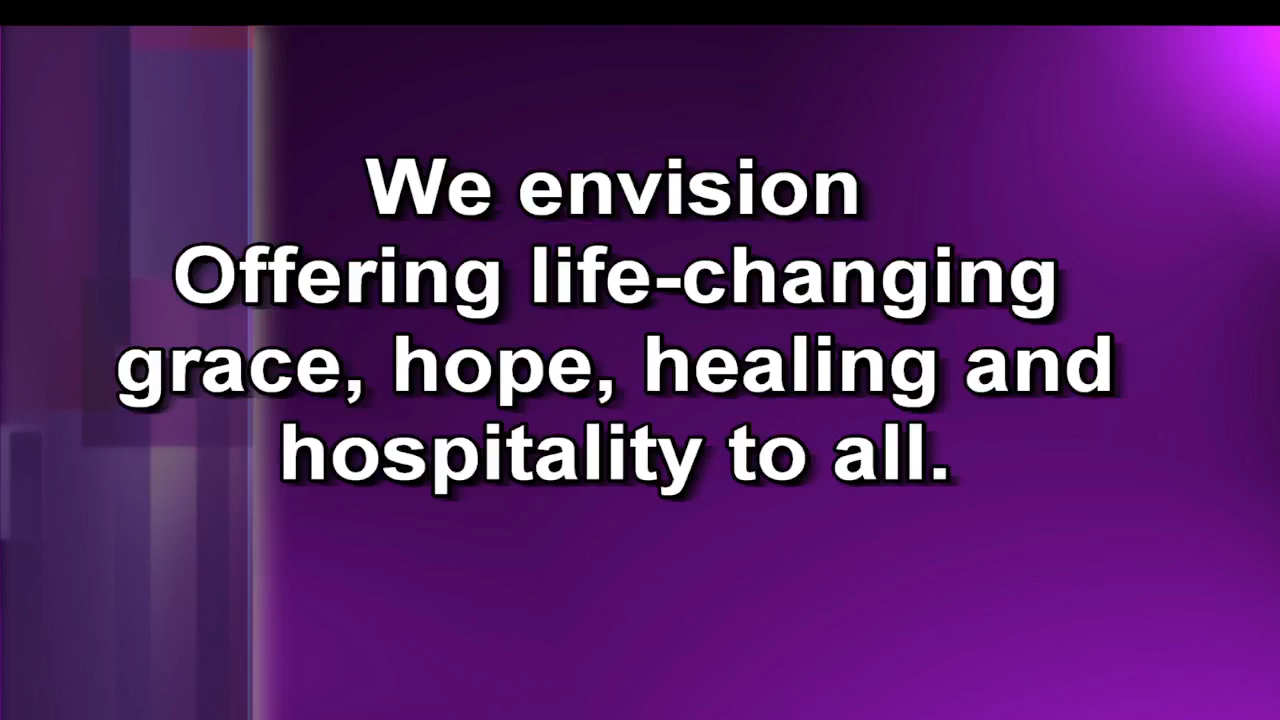 We envision
Offering life-changing
grace, hope, healing and
hospitality to all.